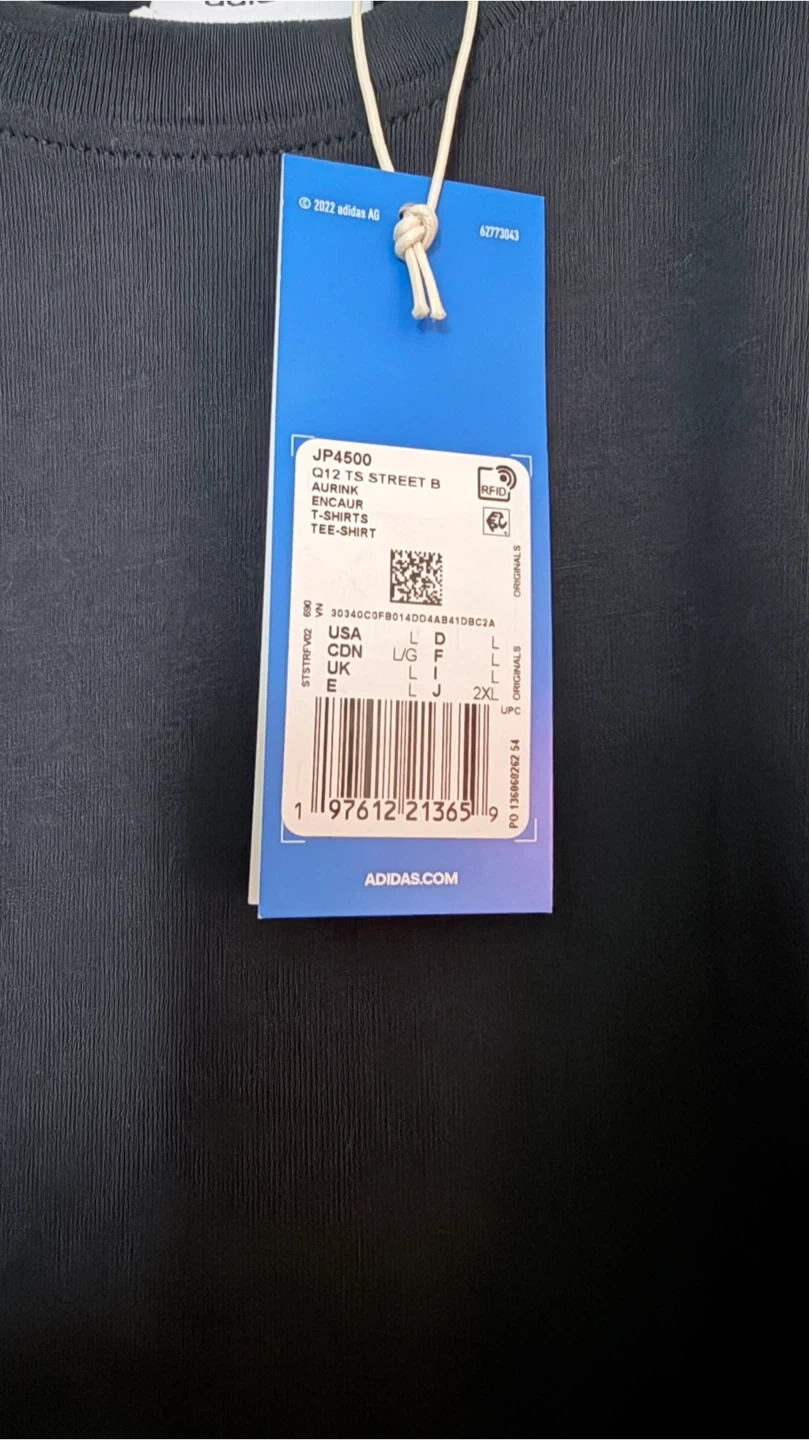 © 2022 adidas AG
62773043
JP4500
Q12 TS STREET B
AURINK
ENCAUR
T-SHIRTS
TEE-SHIRT
RFID
ORIGINALS
30340C0FB014DD4AB41DBC2A
STSTRFV02 690
VN
USA L D L
CDN L/G F L
UK L I L
E L J 2XL
ORIGINALS
UPC
1 97612 21365 9
PO 136060262 54
ADIDAS.COM